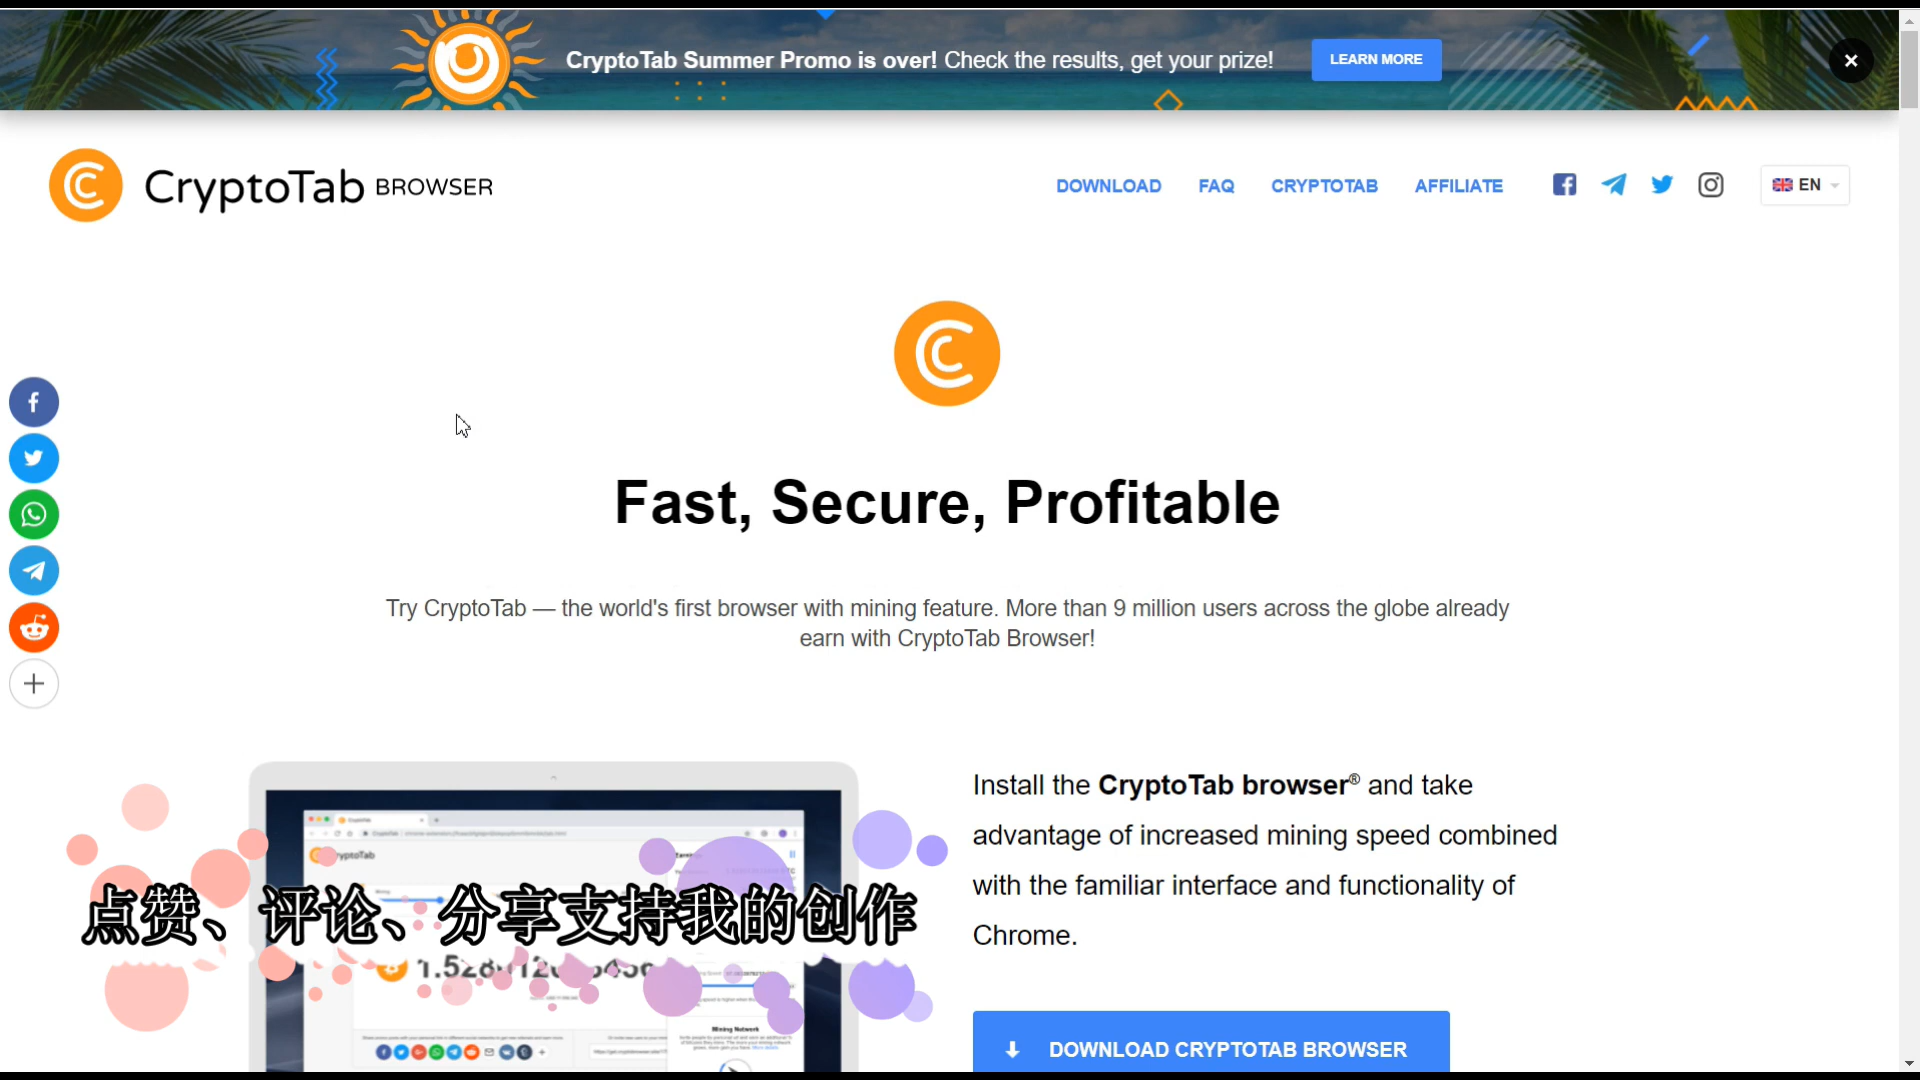 CryptoTab Summer Promo is over! Check the results, get your prize!
LEARN MORE
CryptoTab BROWSER
DOWNLOAD
FAQ
CRYPTOTAB
AFFILIATE
EN
Fast, Secure, Profitable
Try CryptoTab — the world's first browser with mining feature. More than 9 million users across the globe already
earn with CryptoTab Browser!
Install the CryptoTab browser® and take
advantage of increased mining speed combined
with the familiar interface and functionality of
Chrome.
DOWNLOAD CRYPTOTAB BROWSER
点赞、评论、分享支持我的创作
Mining Network